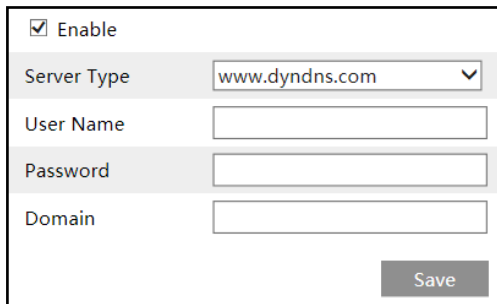 Enable
Server Type www.dyndns.com
User Name
Password
Domain
Save